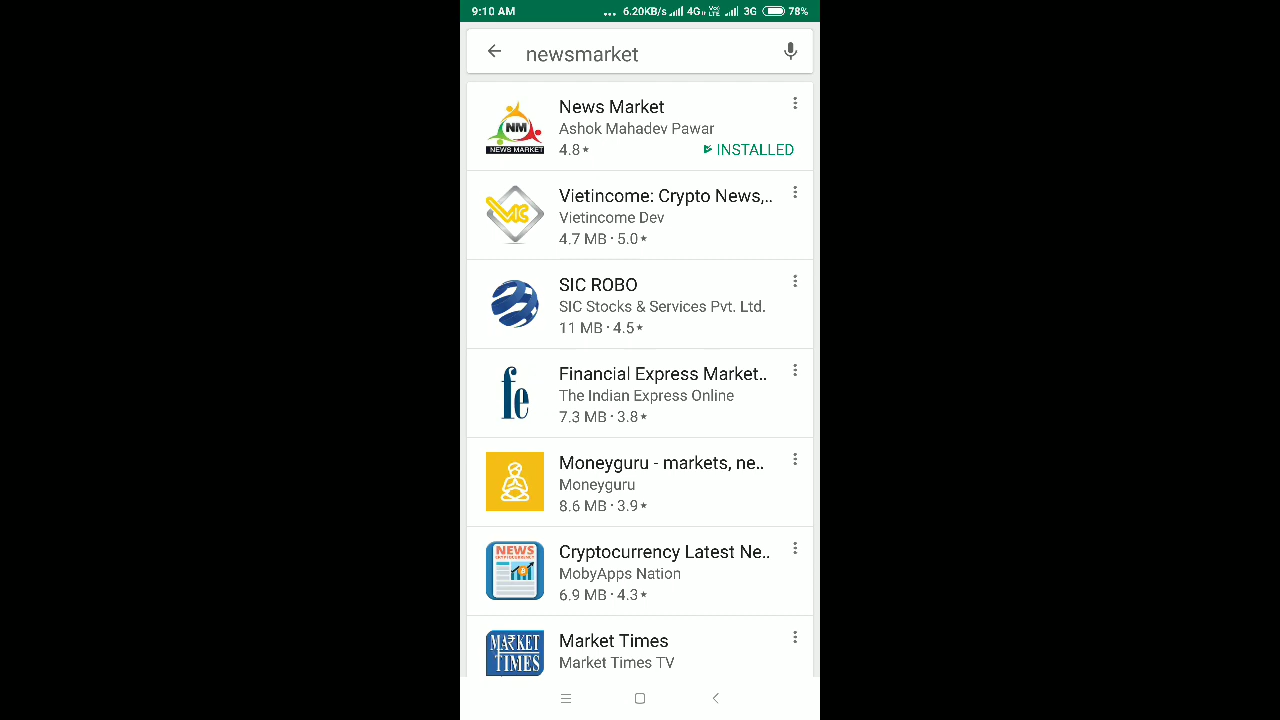 9:10 AM ... 6.20KB/s 4G VoLTE 3G 78%
newsmarket
News Market
Ashok Mahadev Pawar
4.8★ INSTALLED
NM
NEWS MARKET
Vietincome: Crypto News,..
Vietincome Dev
4.7 MB · 5.0★
VIC
SIC ROBO
SIC Stocks & Services Pvt. Ltd.
11 MB · 4.5★
Financial Express Market..
The Indian Express Online
7.3 MB · 3.8★
fe
Moneyguru - markets, ne..
Moneyguru
8.6 MB · 3.9★
Cryptocurrency Latest Ne..
MobyApps Nation
6.9 MB · 4.3★
NEWS
CRYPTOCURRENCY
Market Times
Market Times TV
MARKET
TIMES